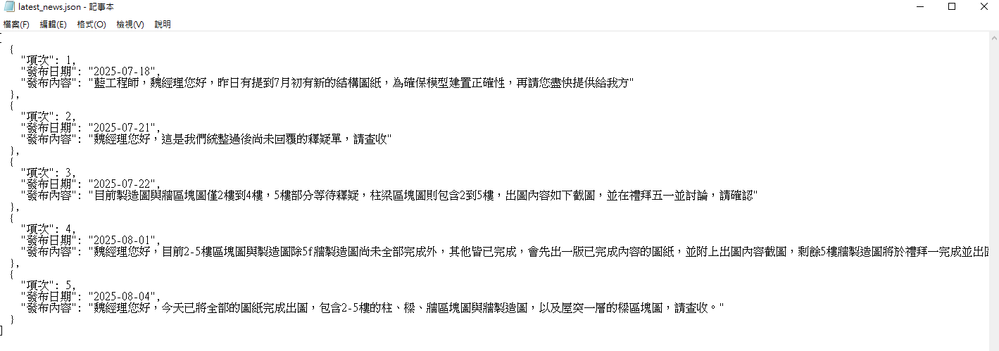 latest_news.json - 記事本
檔案(F) 編輯(E) 格式(O) 檢視(V) 說明
[
{
"項次": 1,
"發布日期": "2025-07-18",
"發布內容": "藍工程師，魏經理您好，昨日有提到7月初有新的結構圖紙，為確保模型建置正確性，再請您盡快提供給我方"
},
{
"項次": 2,
"發布日期": "2025-07-21",
"發布內容": "魏經理您好，這是我們統整過後尚未回覆的釋疑單，請查收"
},
{
"項次": 3,
"發布日期": "2025-07-22",
"發布內容": "目前製造圖與牆區塊圖僅2樓到4樓，5樓部分等待釋疑，柱梁區塊圖則包含2到5樓，出圖內容如下截圖，並在禮拜五一並討論，請確認"
},
{
"項次": 4,
"發布日期": "2025-08-01",
"發布內容": "魏經理您好，目前2-5樓區塊圖與製造圖除5f牆製造圖尚未全部完成外，其他皆已完成，會先出一版已完成內容的圖紙，並附上出圖內容截圖，剩餘5樓牆製造圖將於禮拜一完成並出
},
{
"項次": 5,
"發布日期": "2025-08-04",
"發布內容": "魏經理您好，今天已將全部的圖紙完成出圖，包含2-5樓的柱、樑、牆區塊圖與牆製造圖，以及屋突一層的樑區塊圖，請查收。"
}
]